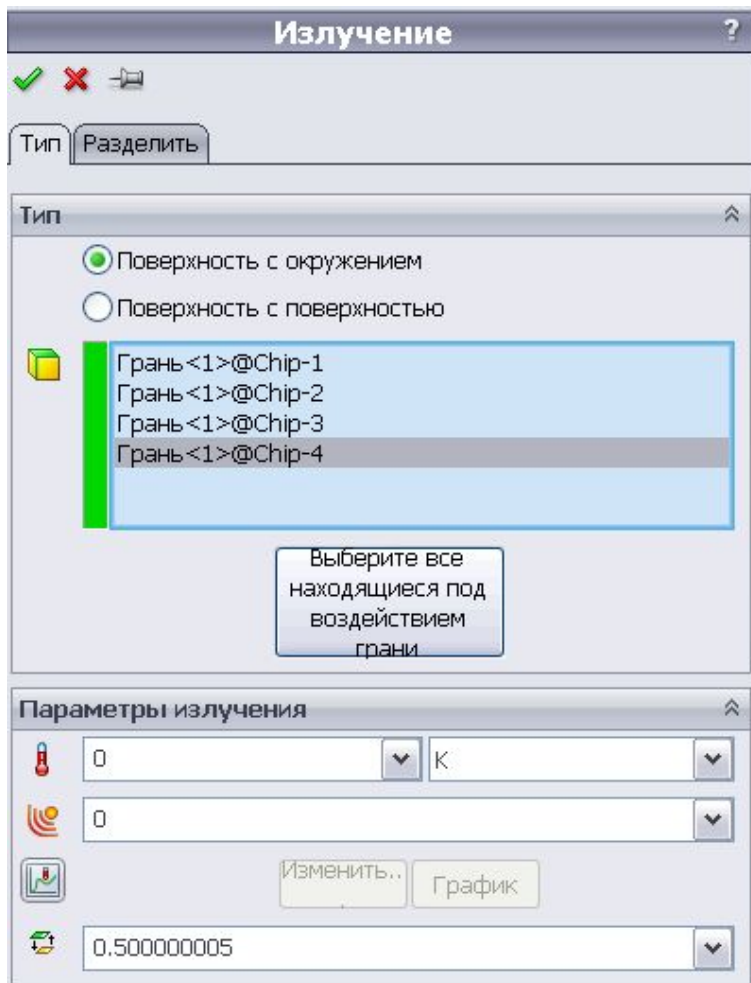 Излучение ?
Тип Разделить
Тип
Поверхность с окружением
Поверхность с поверхностью
Грань<1>@Chip-1
Грань<1>@Chip-2
Грань<1>@Chip-3
Грань<1>@Chip-4
Выберите все
находящиеся под
воздействием
грани
Параметры излучения
0 K
0
Изменить.. График
.
0.500000005